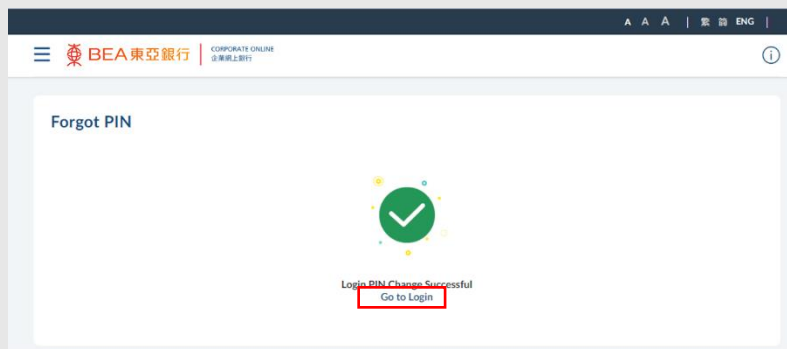 A A A | 繁 簡 ENG |
BEA東亞銀行 | CORPORATE ONLINE
企業網上銀行
Forgot PIN
Login PIN Change Successful
Go to Login